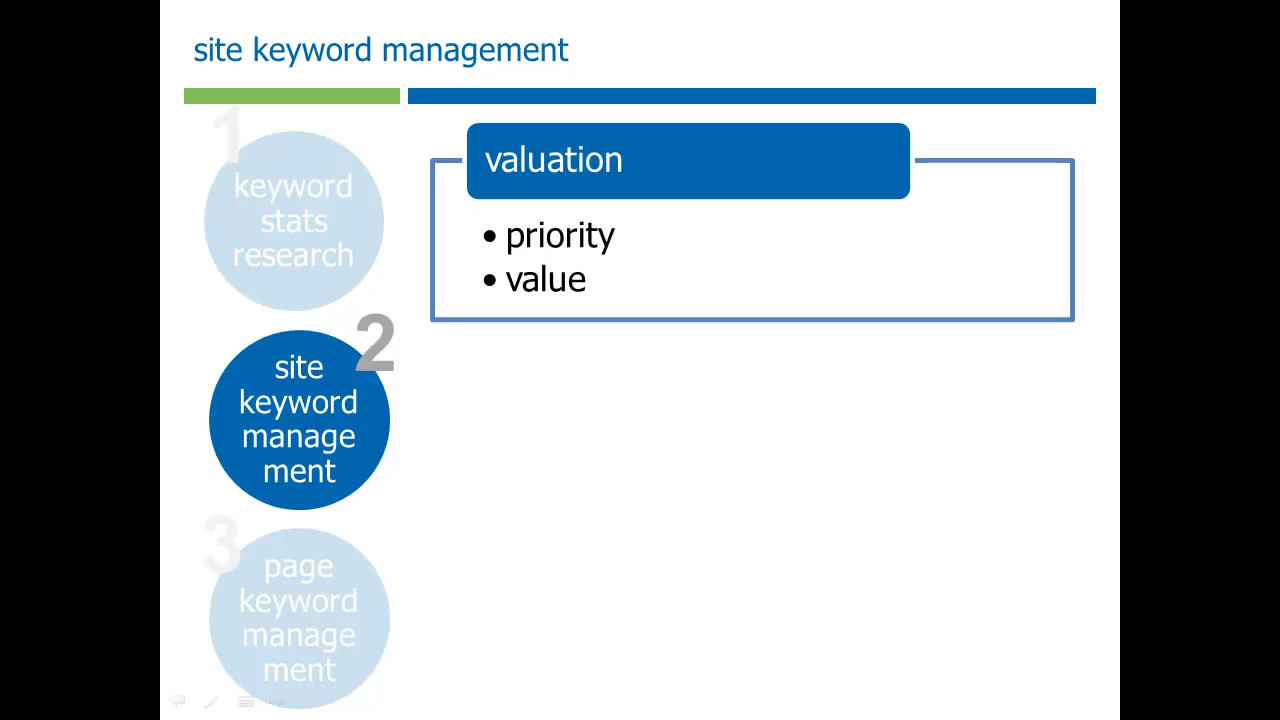 site keyword management
1
keyword
stats
research
2
site
keyword
manage
ment
3
page
keyword
manage
ment
valuation
• priority
• value